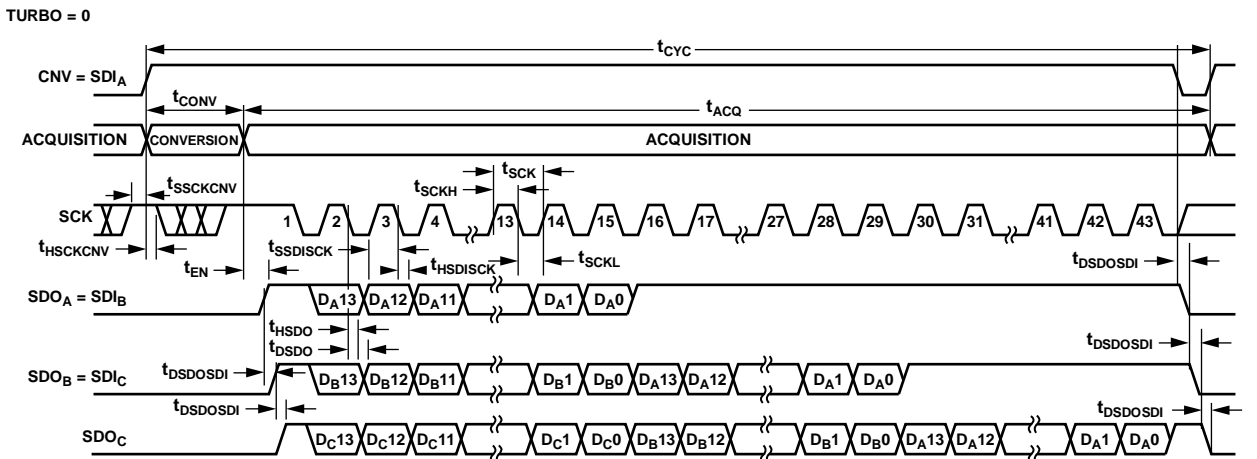 TURBO = 0
tCYC
CNV = SDIA
tCONV
tACQ
ACQUISITION CONVERSION ACQUISITION
tSCK
tSSCKCNV
tSCKH
SCK 1 2 3 4 13 14 15 16 17 27 28 29 30 31 41 42 43
tHSCKCNV
tSSDISCK
tEN
tHSDISCK
tSCKL
tDSDOSDI
SDOA = SDIB DA13 DA12 DA11 DA1 DA0
tHSDO
tDSDO
tDSDOSDI
tDSDOSDI
SDOB = SDIC DB13 DB12 DB11 DB1 DB0 DA13 DA12 DA1 DA0
tDSDOSDI
tDSDOSDI
SDOC DC13 DC12 DC11 DC1 DC0 DB13 DB12 DB1 DB0 DA13 DA12 DA1 DA0